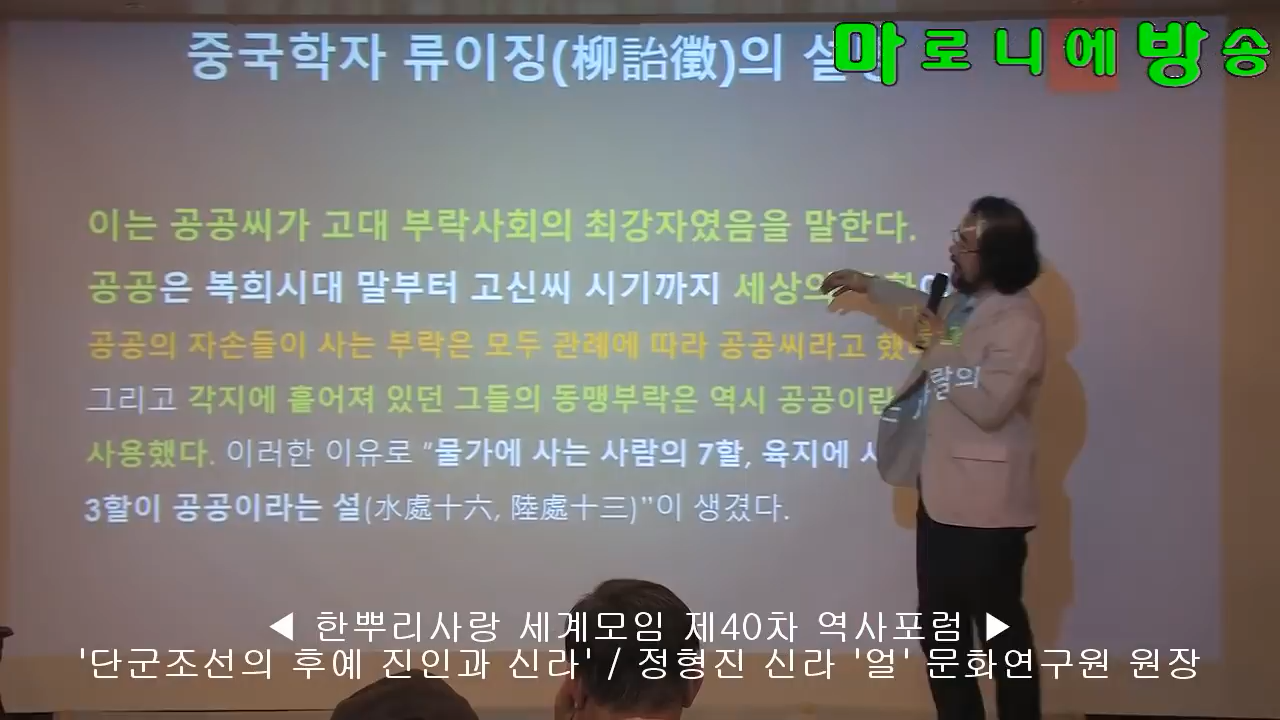 중국학자 류이징(柳詒徵)의
마로니에방송
이는 공공씨가 고대 부락사회의 최강자였음을 말한다.
공공은 복희시대 말부터 고신씨 시기까지
공공의 자손들이 사는 부락은 모두 관례에 따라 공공씨라고
그리고 각지에 흩어져 있던 그들의 동맹부락은 역시 공공이란
사용했다. 이러한 이유로 "물가에 사는 사람의 7할, 육지에
3할이 공공이라는 설(水處十六, 陸處十三)"이 생겼다.
◀ 한뿌리사랑 세계모임 제40차 역사포럼 ▶
'단군조선의 후예 진인과 신라' / 정형진 신라 '얼' 문화연구원 원장